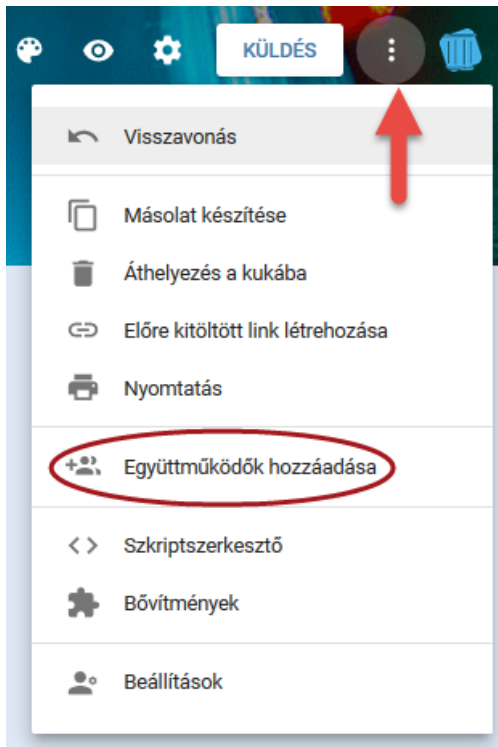 KÜLDÉS
Visszavonás
Másolat készítése
Áthelyezés a kukába
Előre kitöltött link létrehozása
Nyomtatás
Együttműködők hozzáadása
Szkriptszerkesztő
Bővítmények
Beállítások